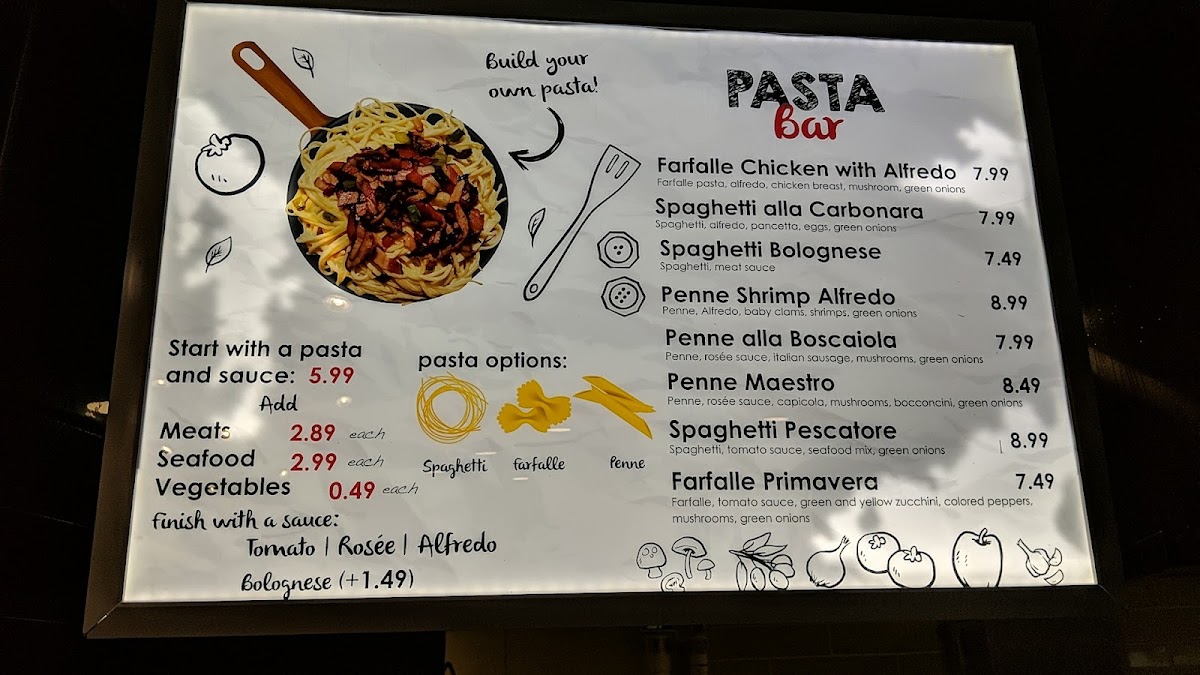 Build your
own pasta!
PASTA
Bar
Farfalle Chicken with Alfredo 7.99
Farfalle pasta, alfredo, chicken breast, mushroom, green onions
Spaghetti alla Carbonara 7.99
Spaghetti, alfredo, pancetta, eggs, green onions
Spaghetti Bolognese 7.49
Spaghetti, meat sauce
Penne Shrimp Alfredo 8.99
Penne, Alfredo, baby clams, shrimps, green onions
Penne alla Boscaiola 7.99
Penne, rosée sauce, italian sausage, mushrooms, green onions
Penne Maestro 8.49
Penne, rosée sauce, capicola, mushrooms, bocconcini, green onions
Spaghetti Pescatore 8.99
Spaghetti, tomato sauce, seafood mix, green onions
Farfalle Primavera 7.49
Farfalle, tomato sauce, green and yellow zucchini, colored peppers,
mushrooms, green onions
Start with a pasta
and sauce: 5.99
Add
Meats 2.89 each
Seafood 2.99 each
Vegetables 0.49 each
finish with a sauce:
Tomato | Rosée | Alfredo
Bolognese (+1.49)
pasta options:
Spaghetti farfalle Penne